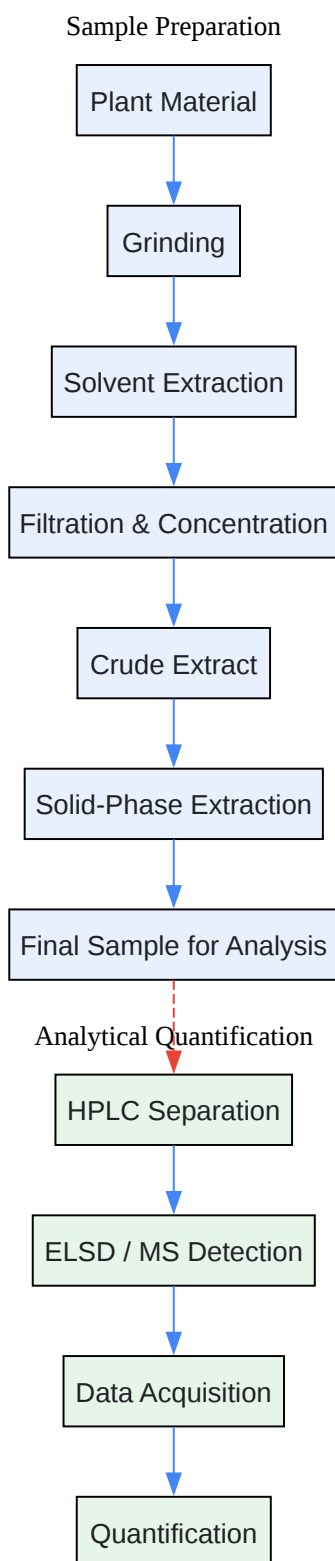 Sample Preparation
Plant Material
Grinding
Solvent Extraction
Filtration & Concentration
Crude Extract
Solid-Phase Extraction
Final Sample for Analysis
Analytical Quantification
HPLC Separation
ELSD / MS Detection
Data Acquisition
Quantification